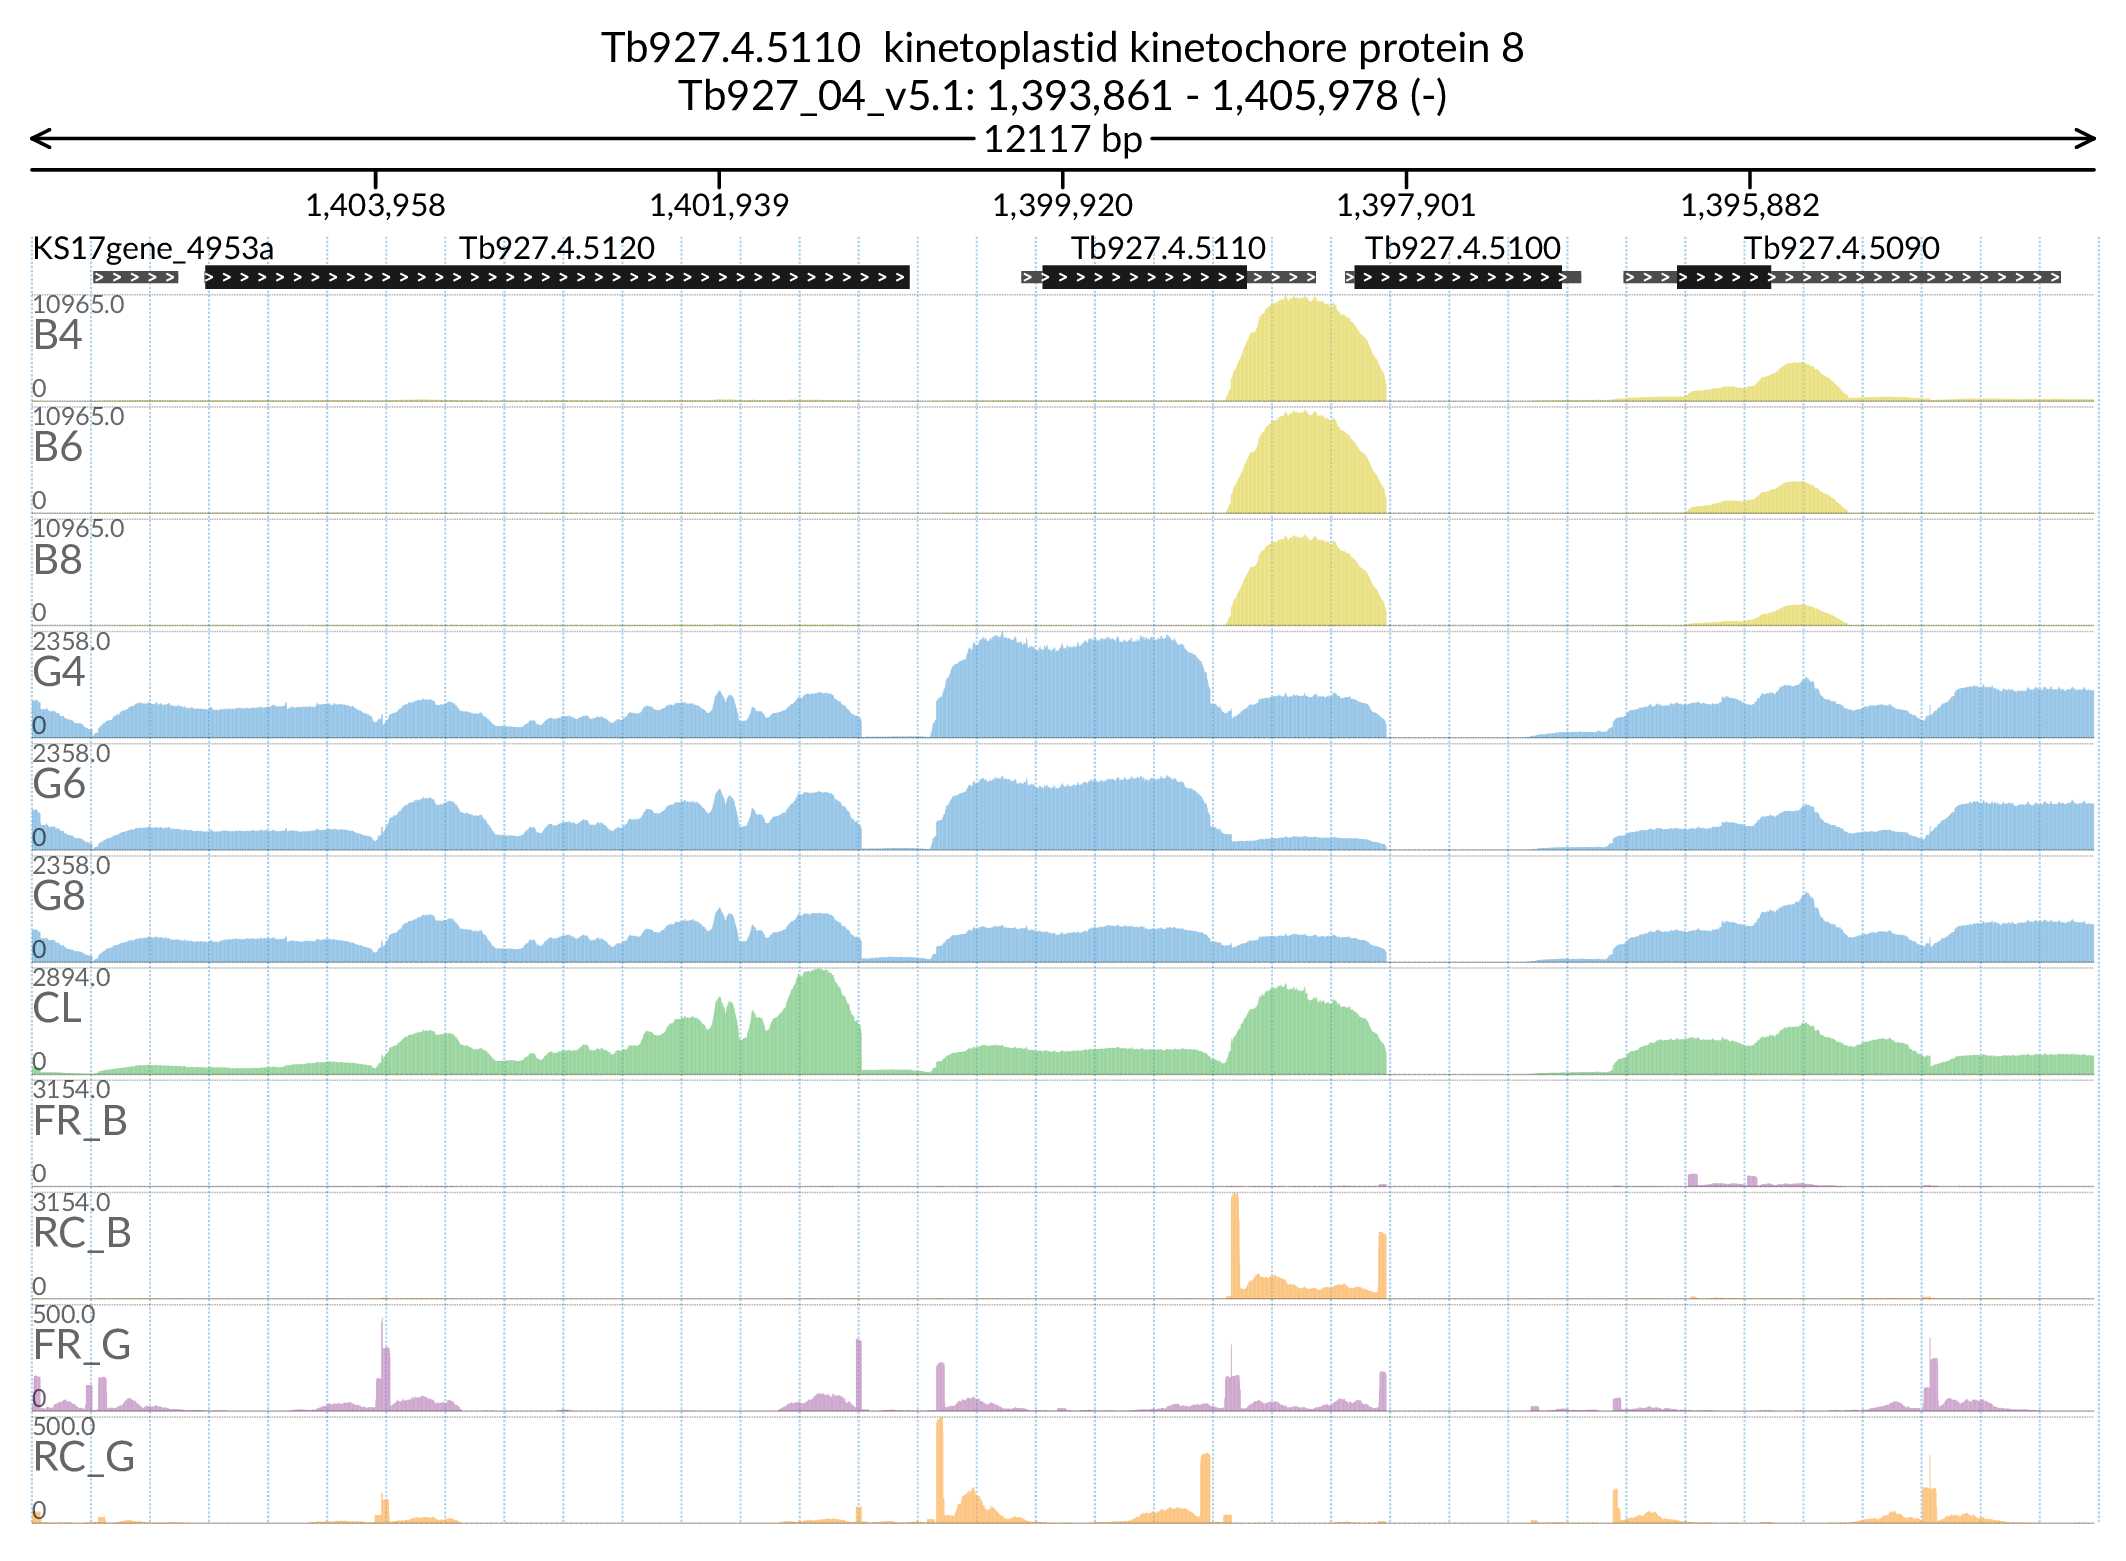 Tb927.4.5110  kinetoplastid kinetochore protein 8
Tb927_04_v5.1: 1,393,861 - 1,405,978 (-)
12117 bp
1,403,958 1,401,939 1,399,920 1,397,901 1,395,882
KS17gene_4953a Tb927.4.5120 Tb927.4.5110 Tb927.4.5100 Tb927.4.5090
10965.0
B4
0
10965.0
B6
0
10965.0
B8
0
2358.0
G4
0
2358.0
G6
0
2358.0
G8
0
2894.0
CL
0
3154.0
FR_B
0
3154.0
RC_B
0
500.0
FR_G
0
500.0
RC_G
0